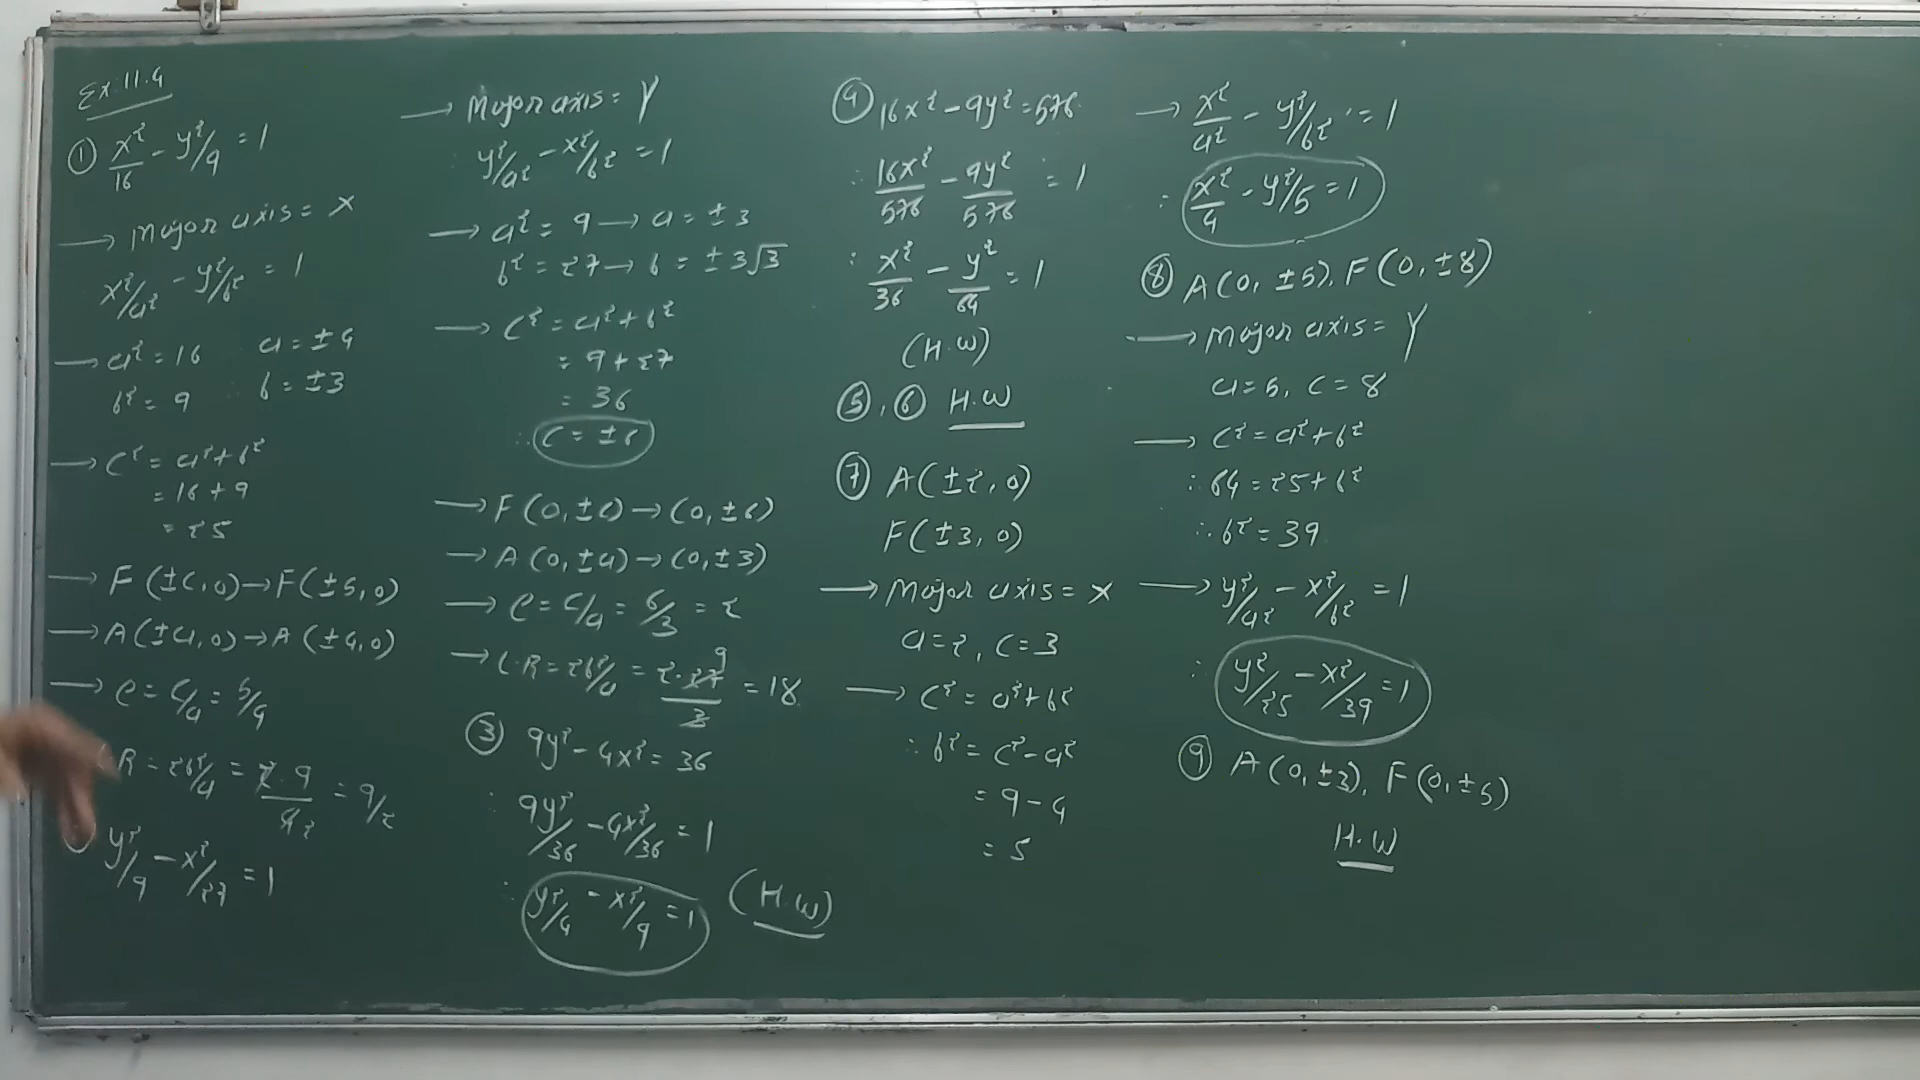 Ex. 11.4
① x²/16 - y²/9 = 1
→ Major axis = X
x²/a² - y²/b² = 1
→ a² = 16 a = ±4
b² = 9 ∴ b = ±3
→ C² = a² + b²
= 16 + 9
= 25
→ F (±c, 0) → F (±5, 0)
→ A (±a, 0) → A (±4, 0)
→ e = c/a = 5/4
R = 2b²/a = 2·9/4 2 = 9/2
y²/9 - x²/27 = 1
→ Major axis = Y
∴ y²/a² - x²/b² = 1
→ a² = 9 → a = ±3
b² = 27 → b = ±3√3
→ C² = a² + b²
= 9 + 27
= 36
∴ C = ±6
→ F (0, ±c) → (0, ±6)
→ A (0, ±a) → (0, ±3)
→ e = c/a = 6/3 = 2
→ L·R = 2b²/a = 2·27/3 9 = 18
③ 9y² - 4x² = 36
∴ 9y²/36 - 4x²/36 = 1
∴ y²/4 - x²/9 = 1 (H.W)
④ 16x² - 9y² = 576
∴ 16x²/576 - 9y²/576 = 1
∴ x²/36 - y²/64 = 1
(H.W)
⑤, ⑥ H.W
⑦ A (±2, 0)
F (±3, 0)
→ Major axis = X
a = 2, c = 3
→ C² = a² + b²
∴ b² = c² - a²
= 9 - 4
= 5
→ x²/a² - y²/b² = 1
∴ x²/4 - y²/5 = 1
⑧ A (0, ±5), F (0, ±8)
→ Major axis = Y
a = 5, c = 8
→ C² = a² + b²
∴ 64 = 25 + b²
∴ b² = 39
→ y²/a² - x²/b² = 1
∴ y²/25 - x²/39 = 1
⑨ A (0, ±3), F (0, ±5)
H.W